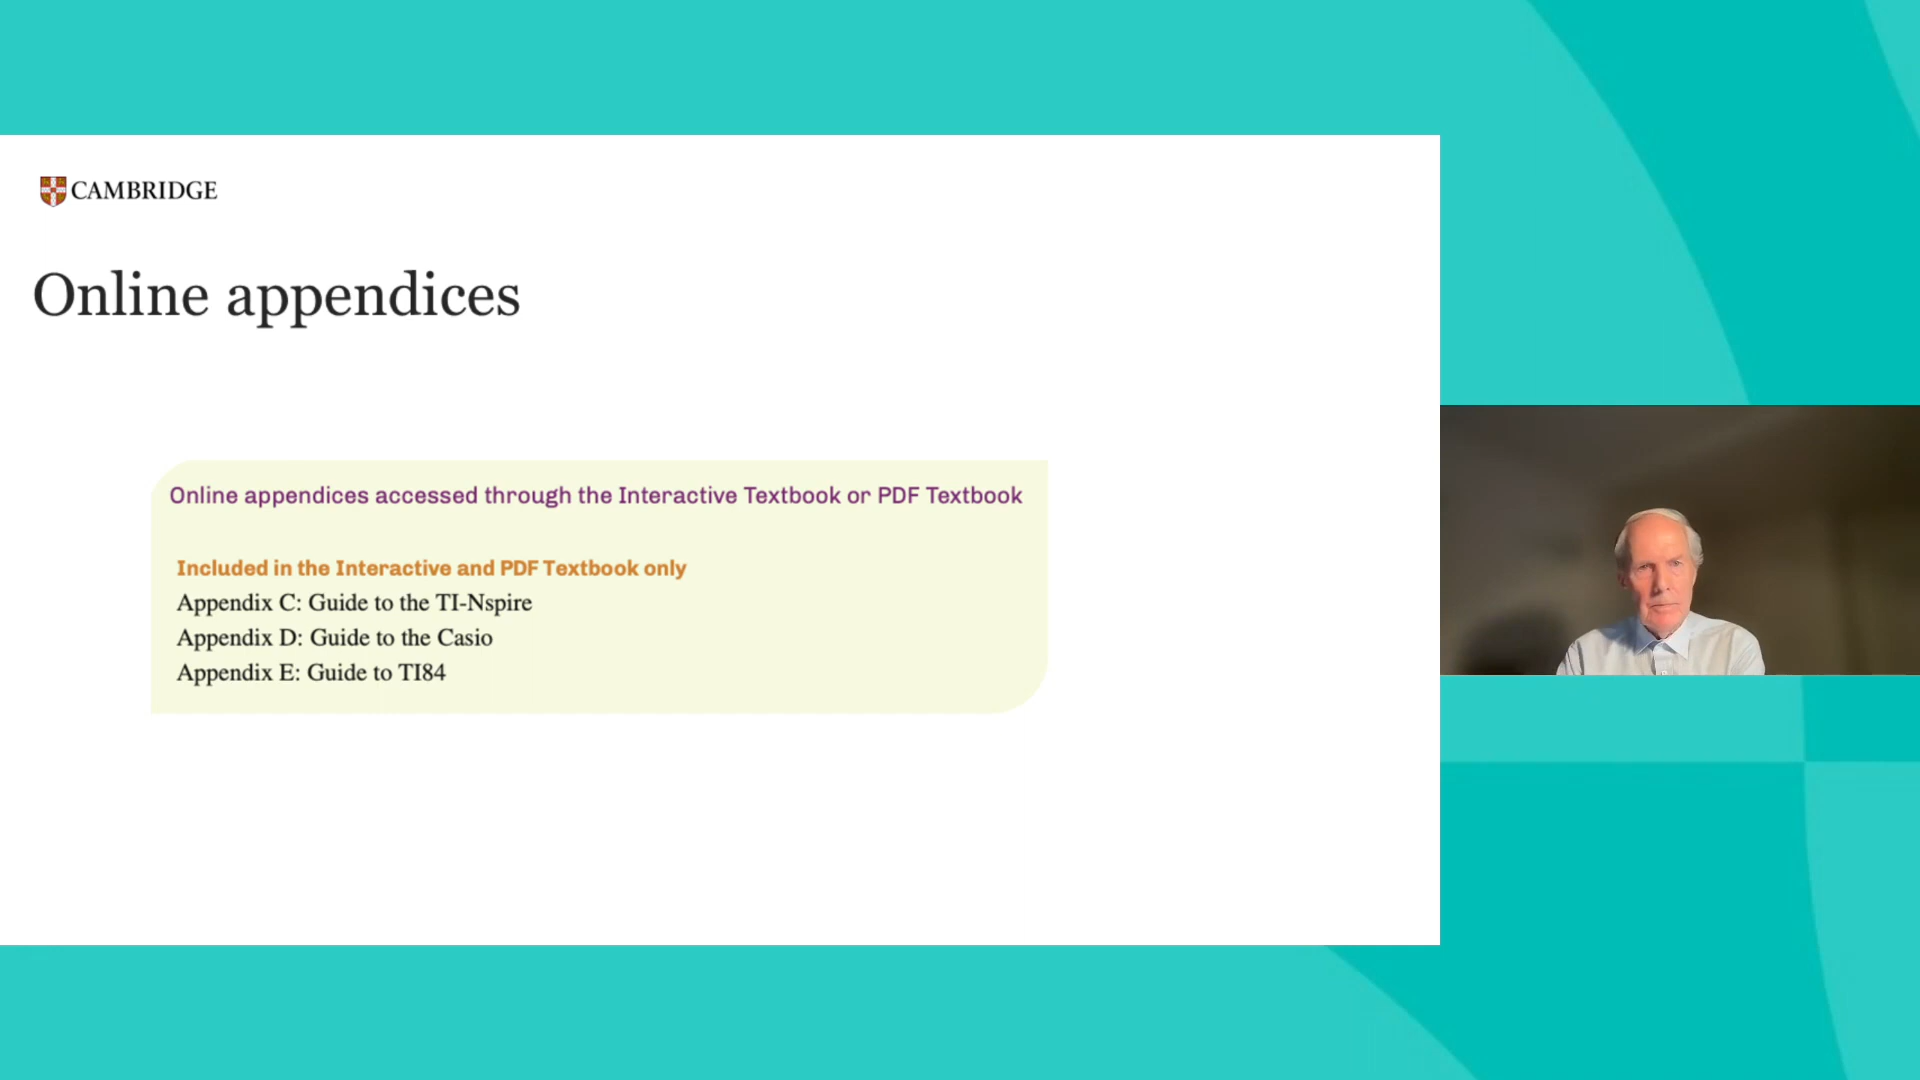 CAMBRIDGE
Online appendices
Online appendices accessed through the Interactive Textbook or PDF Textbook
Included in the Interactive and PDF Textbook only
Appendix C: Guide to the TI-Nspire
Appendix D: Guide to the Casio
Appendix E: Guide to TI84